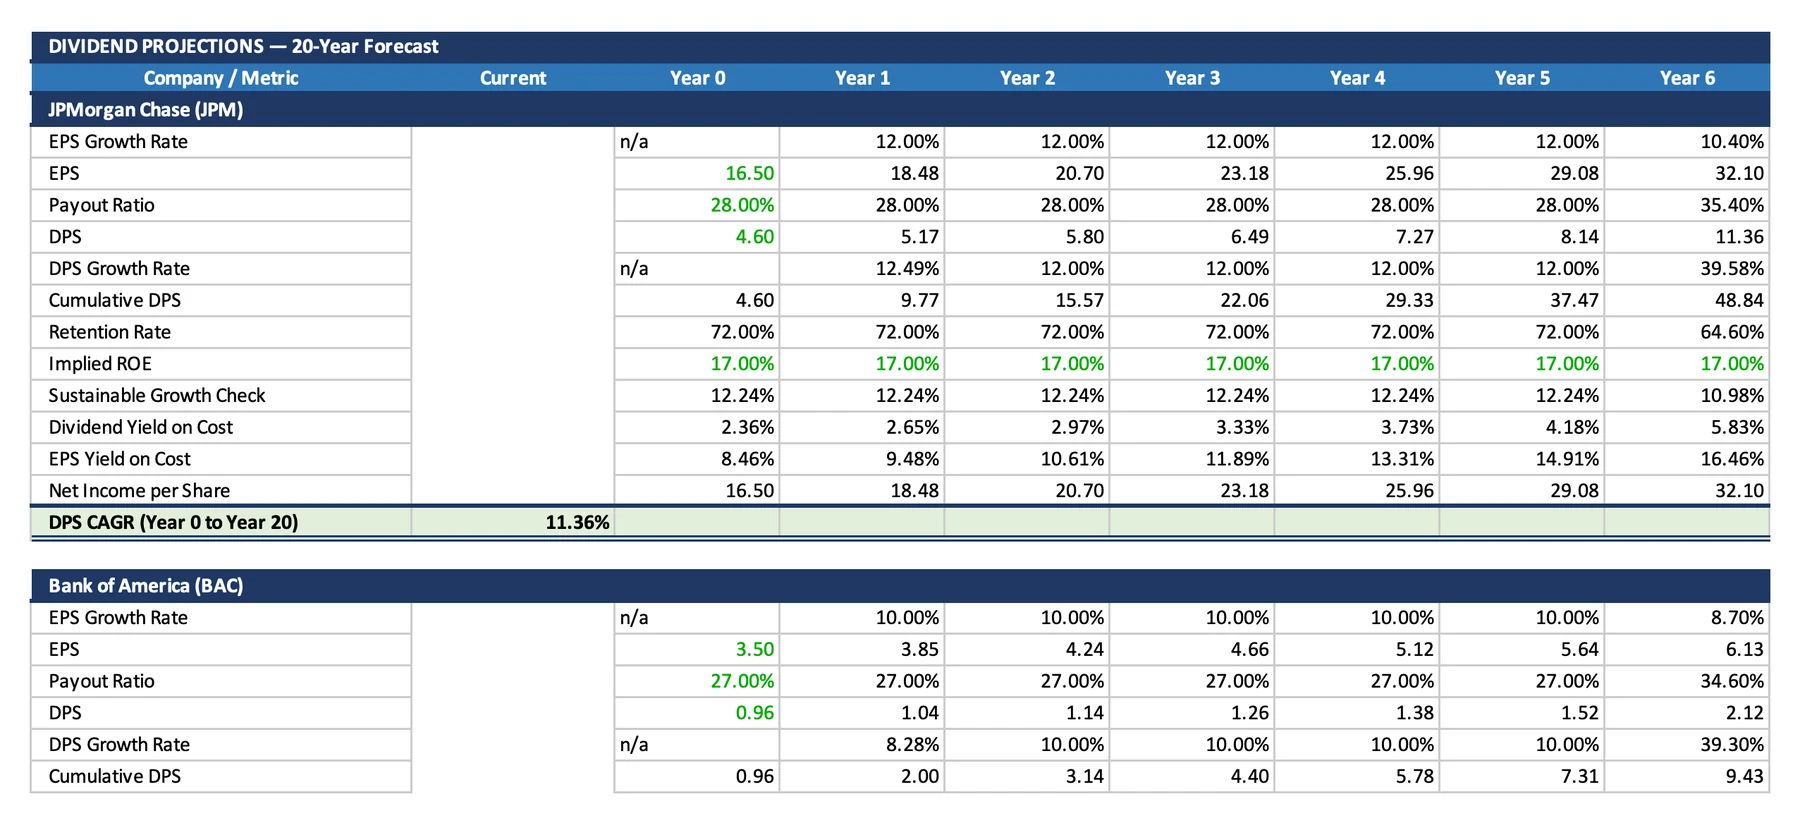 DIVIDEND PROJECTIONS — 20-Year Forecast
Company / Metric Current Year 0 Year 1 Year 2 Year 3 Year 4 Year 5 Year 6
JPMorgan Chase (JPM)
EPS Growth Rate n/a 12.00% 12.00% 12.00% 12.00% 12.00% 10.40%
EPS 16.50 18.48 20.70 23.18 25.96 29.08 32.10
Payout Ratio 28.00% 28.00% 28.00% 28.00% 28.00% 28.00% 35.40%
DPS 4.60 5.17 5.80 6.49 7.27 8.14 11.36
DPS Growth Rate n/a 12.49% 12.00% 12.00% 12.00% 12.00% 39.58%
Cumulative DPS 4.60 9.77 15.57 22.06 29.33 37.47 48.84
Retention Rate 72.00% 72.00% 72.00% 72.00% 72.00% 72.00% 64.60%
Implied ROE 17.00% 17.00% 17.00% 17.00% 17.00% 17.00% 17.00%
Sustainable Growth Check 12.24% 12.24% 12.24% 12.24% 12.24% 12.24% 10.98%
Dividend Yield on Cost 2.36% 2.65% 2.97% 3.33% 3.73% 4.18% 5.83%
EPS Yield on Cost 8.46% 9.48% 10.61% 11.89% 13.31% 14.91% 16.46%
Net Income per Share 16.50 18.48 20.70 23.18 25.96 29.08 32.10
DPS CAGR (Year 0 to Year 20) 11.36%
Bank of America (BAC)
EPS Growth Rate n/a 10.00% 10.00% 10.00% 10.00% 10.00% 8.70%
EPS 3.50 3.85 4.24 4.66 5.12 5.64 6.13
Payout Ratio 27.00% 27.00% 27.00% 27.00% 27.00% 27.00% 34.60%
DPS 0.96 1.04 1.14 1.26 1.38 1.52 2.12
DPS Growth Rate n/a 8.28% 10.00% 10.00% 10.00% 10.00% 39.30%
Cumulative DPS 0.96 2.00 3.14 4.40 5.78 7.31 9.43